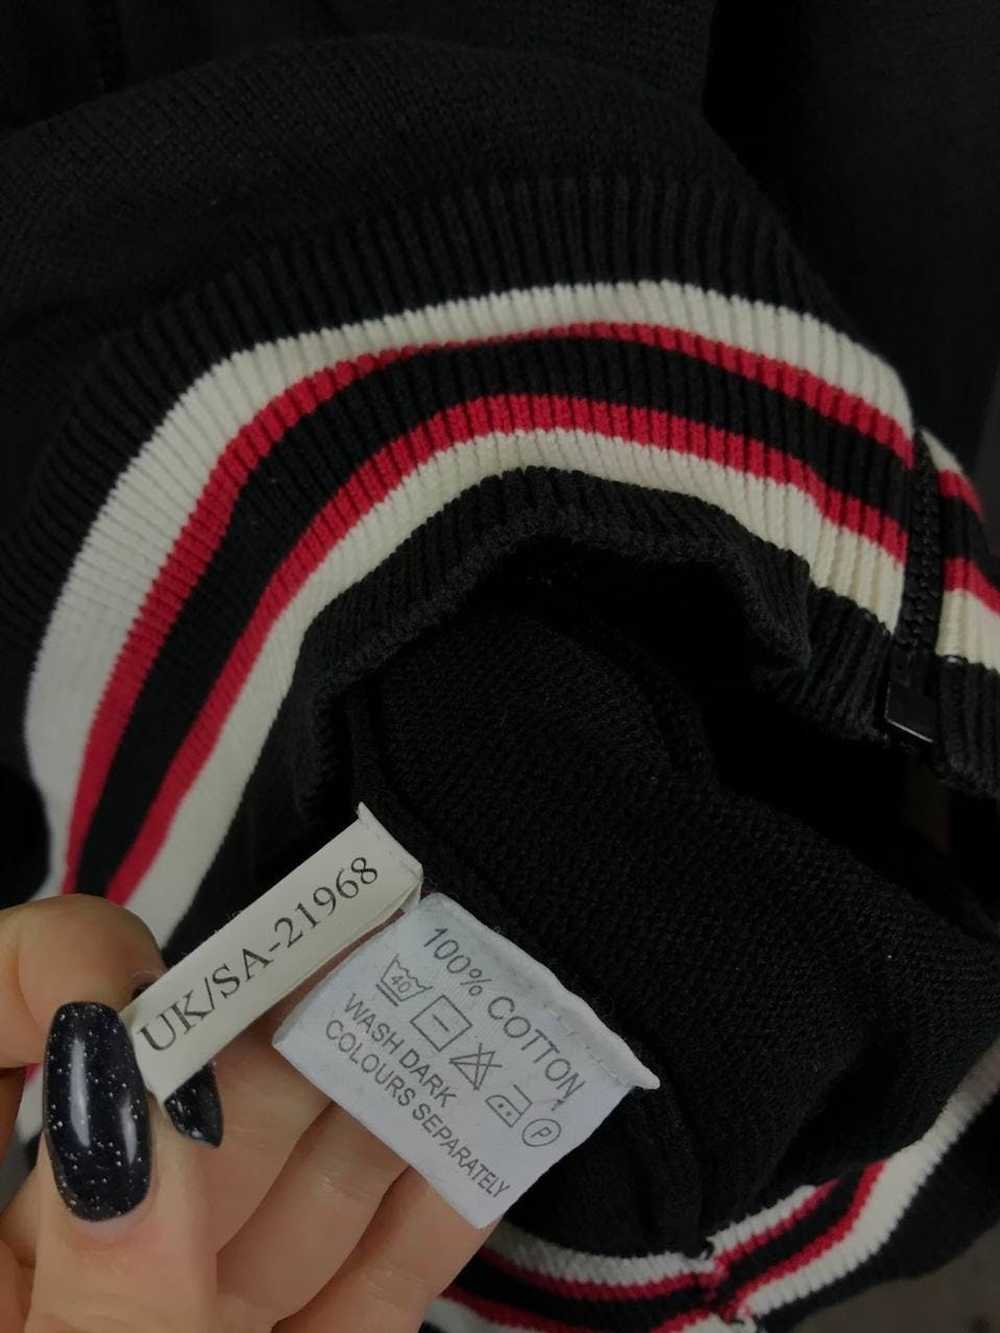 UK/SA-21968
100% COTTON
40
P
WASH DARK
COLOURS SEPARATELY